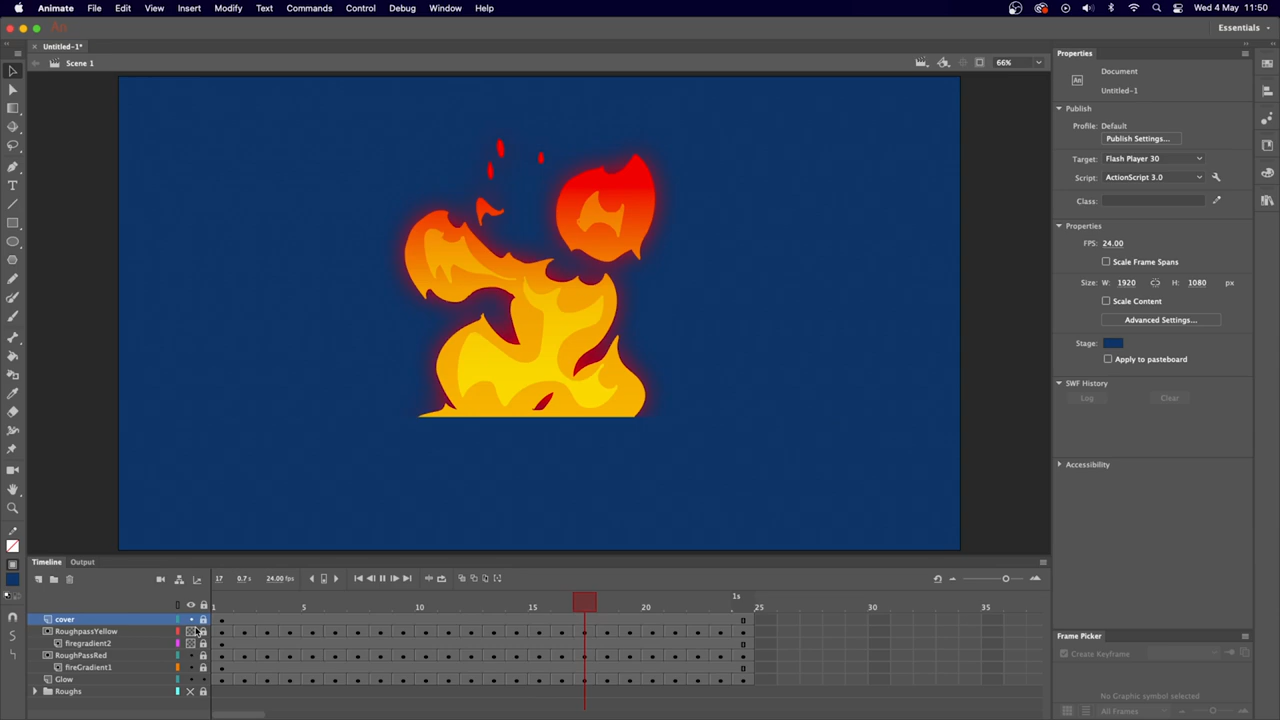 Animate File Edit View Insert Modify Text Commands Control Debug Window Help Wed 4 May 11:50
An Essentials
Untitled-1*
Scene 1 66%
Properties
An Document
Untitled-1
Publish
Profile: Default
Publish Settings...
Target: Flash Player 30
Script: ActionScript 3.0
Class:
Properties
FPS: 24.00
Scale Frame Spans
Size: W: 1920 H: 1080 px
Scale Content
Advanced Settings...
Stage:
Apply to pasteboard
SWF History
Log Clear
Accessibility
Timeline Output
17 0.7 s 24.00 fps
1s
1 5 10 15 20 25 30 35
cover
RoughpassYellow
firegradient2
RoughPassRed
fireGradient1
Glow
Roughs
Frame Picker
Create Keyframe
No Graphic symbol selected
All Frames